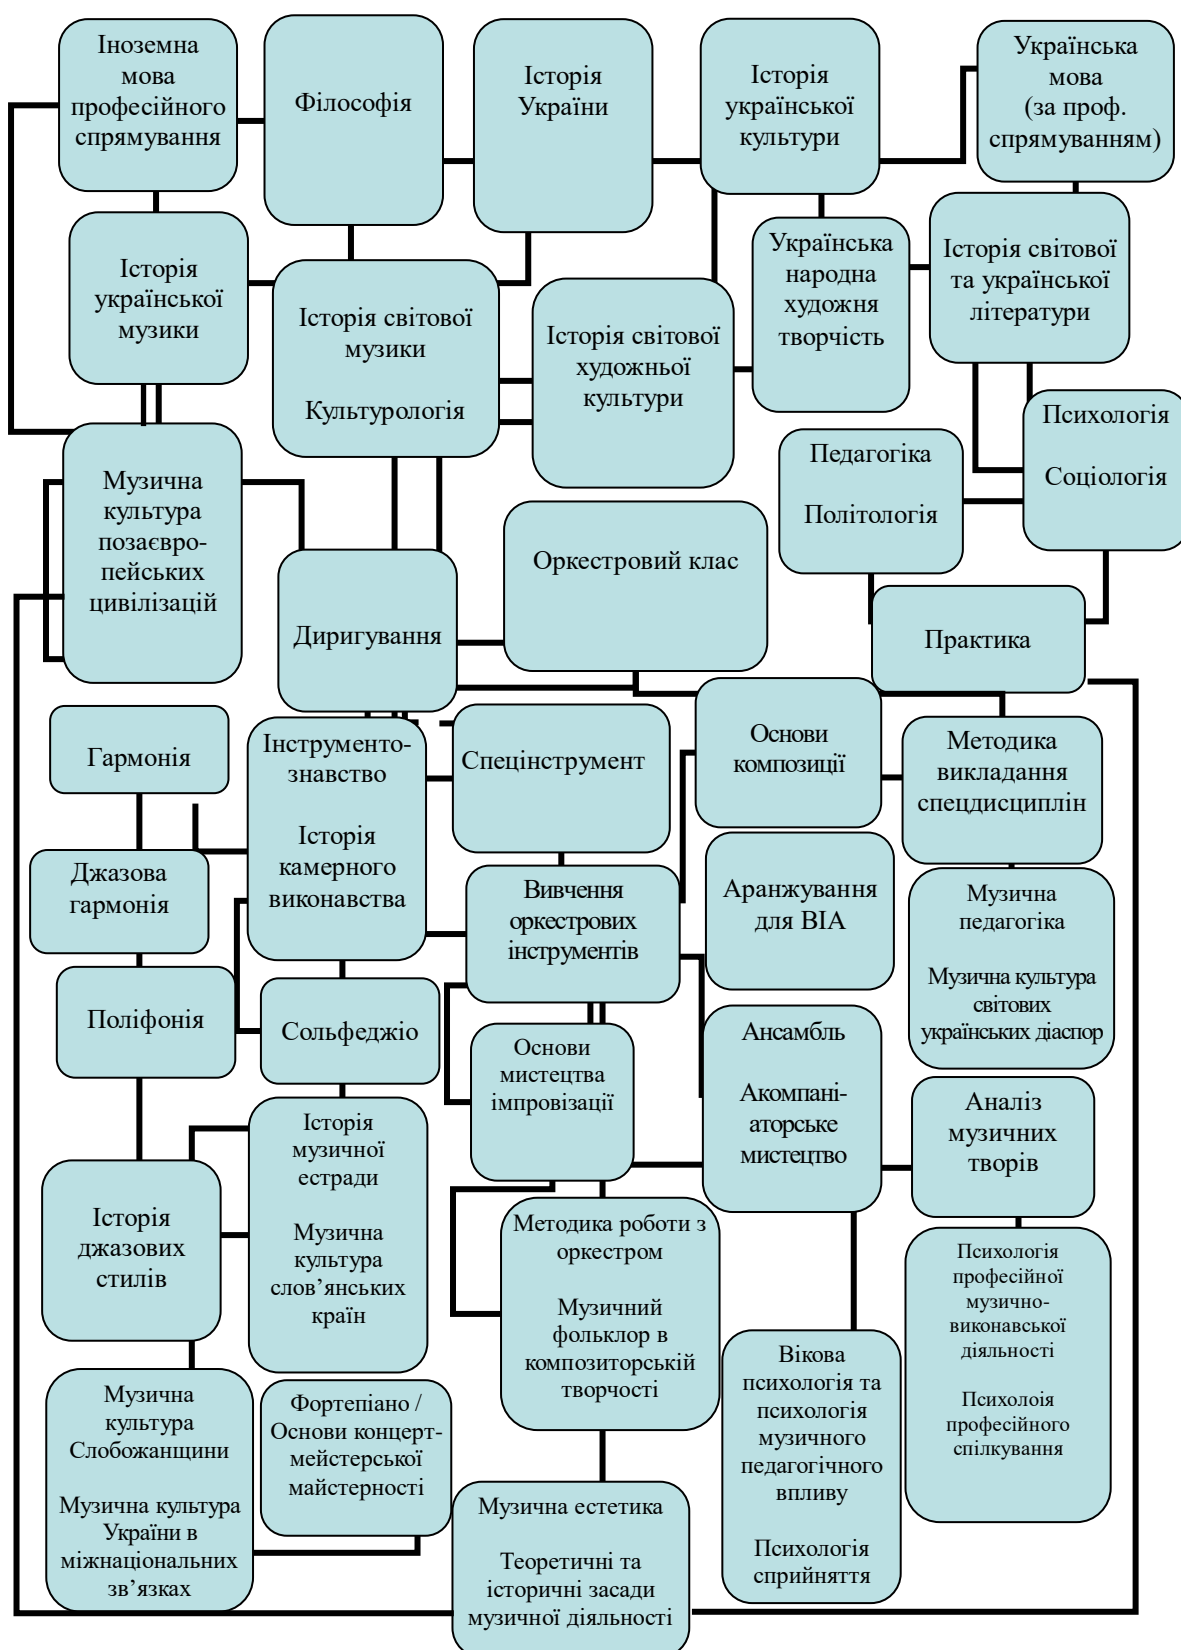 Іноземна
мова
професійного
спрямування
Філософія
Історія
України
Історія
української
культури
Українська
мова
(за проф.
спрямуванням)
Історія
української
музики
Історія світової
музики
Культурологія
Історія світової
художньої
культури
Українська
народна
художня
творчість
Історія світової
та української
літератури
Музична
культура
позаєвро-
пейських
цивілізацій
Диригування
Оркестровий клас
Педагогіка
Політологія
Психологія
Соціологія
Практика
Гармонія
Інструменто-
знавство
Історія
камерного
виконавства
Спецінструмент
Основи
композиції
Методика
викладання
спецдисциплін
Джазова
гармонія
Вивчення
оркестрових
інструментів
Аранжування
для ВІА
Музична
педагогіка
Музична культура
світових
українських діаспор
Поліфонія
Сольфеджіо
Основи
мистецтва
імпровізації
Ансамбль
Акомпані-
аторське
мистецтво
Аналіз
музичних
творів
Історія
джазових
стилів
Історія
музичної
естради
Музична
культура
слов’янських
країн
Методика роботи з
оркестром
Музичний
фольклор в
композиторській
творчості
Психологія
професійної
музично-
виконавської
діяльності
Психолоія
професійного
спілкування
Музична
культура
Слобожанщини
Музична культура
України в
міжнаціональних
зв’язках
Фортепіано /
Основи концерт-
мейстерської
майстерності
Музична естетика
Теоретичні та
історичні засади
музичної діяльності
Вікова
психологія та
психологія
музичного
педагогічного
впливу
Психологія
сприйняття